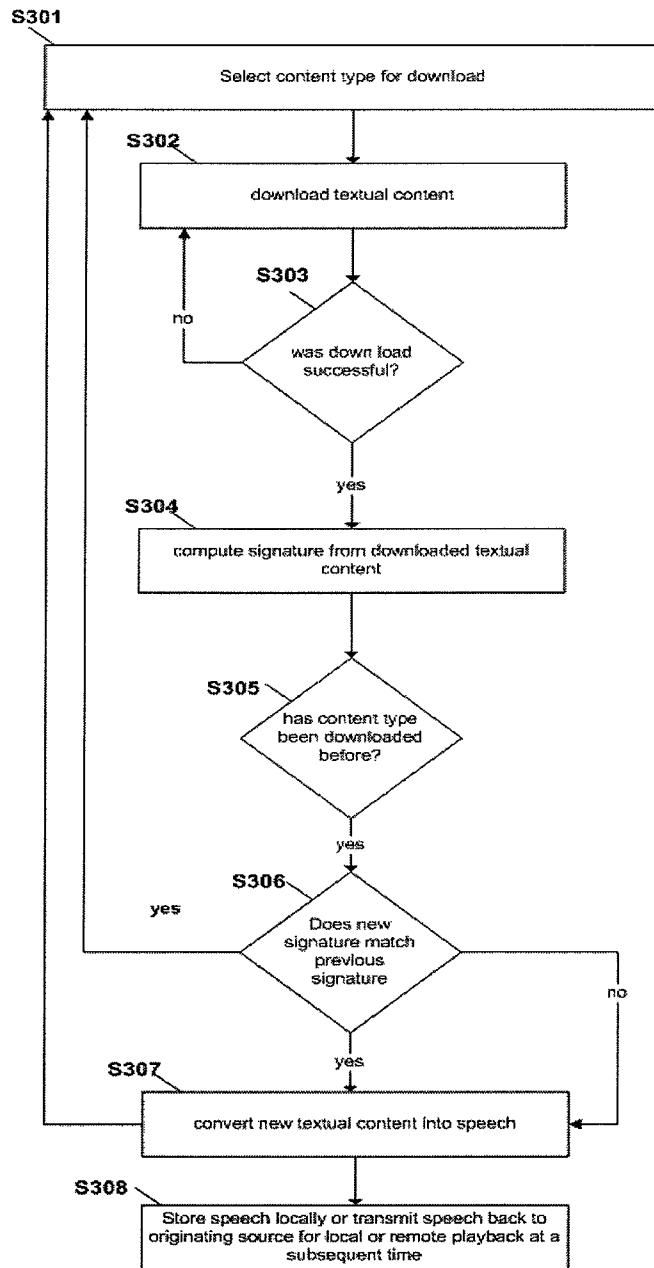 S301
Select content type for download
S302
download textual content
S303
no
was down load
successful?
yes
S304
compute signature from downloaded textual
content
S305
has content type
been downloaded
before?
yes
S306
yes
Does new
signature match
previous
signature
no
yes
S307
convert new textual content into speech
S308
Store speech locally or transmit speech back to
originating source for local or remote playback at a
subsequent time